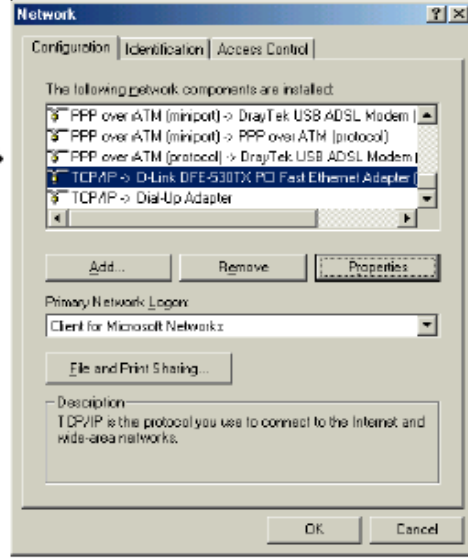 Network
Configuration Identification Access Control
The following network components are installed:
PPP over ATM (miniport) -> DrayTek USB ADSL Modem (
PPP over ATM (miniport) -> PPP over ATM (protocol)
PPP over ATM (protocol) -> DrayTek USB ADSL Modem (
TCP/IP -> D-Link DFE-530TX PCI Fast Ethernet Adapter (
TCP/IP -> Dial-Up Adapter
Add... Remove Properties
Primary Network Logon:
Client for Microsoft Networks
File and Print Sharing...
Description
TCP/IP is the protocol you use to connect to the Internet and
wide-area networks.
OK Cancel